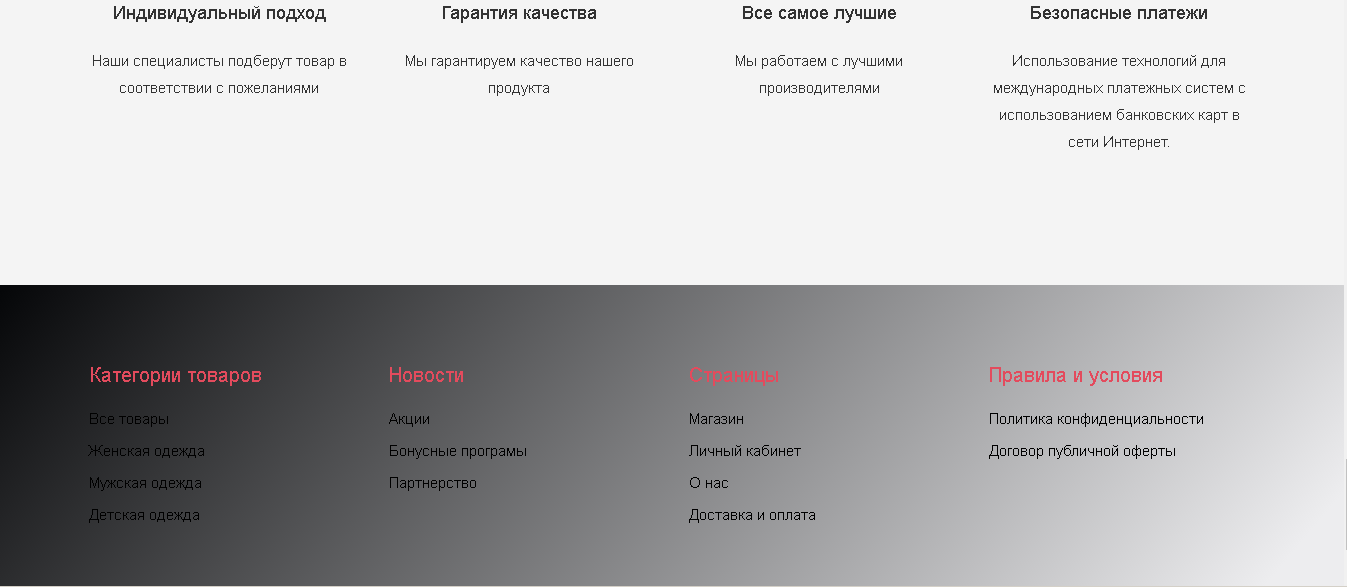 Индивидуальный подход
Наши специалисты подберут товар в
соответствии с пожеланиями
Гарантия качества
Мы гарантируем качество нашего
продукта
Все самое лучшие
Мы работаем с лучшими
производителями
Безопасные платежи
Использование технологий для
международных платежных систем с
использованием банковских карт в
сети Интернет.
Категории товаров
Все товары
Женская одежда
Мужская одежда
Детская одежда
Новости
Акции
Бонусные програмы
Партнерство
Страницы
Магазин
Личный кабинет
О нас
Доставка и оплата
Правила и условия
Политика конфиденциальности
Договор публичной оферты